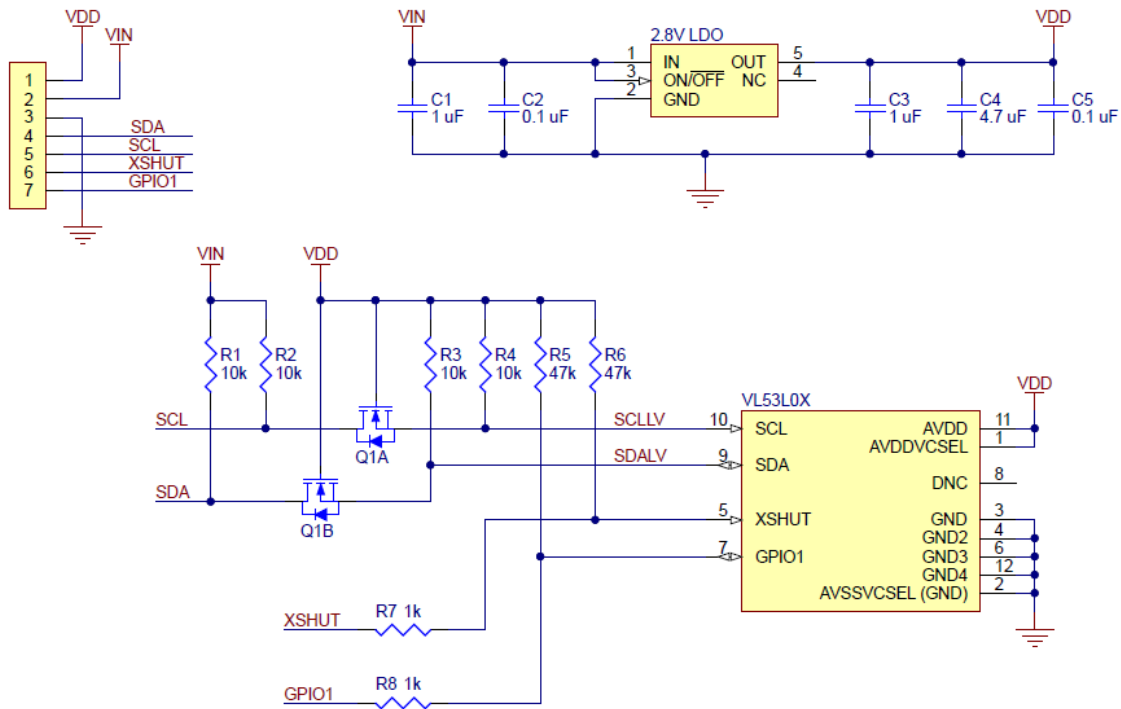 VDD
VIN
1
2
3
4 SDA
5 SCL
6 XSHUT
7 GPIO1
VIN
VDD
2.8V LDO
1 IN OUT 5
3 ON/OFF NC 4
2 GND
C1
1 uF
C2
0.1 uF
C3
1 uF
C4
4.7 uF
C5
0.1 uF
VIN
VDD
R1
10k
R2
10k
R3
10k
R4
10k
R5
47k
R6
47k
SCL
Q1A
SCLLV
SDALV
SDA
Q1B
VDD
VL53L0X
10 SCL AVDD 11
AVDDVCSEL 1
9 SDA
DNC 8
5 XSHUT GND 3
GND2 4
7 GPIO1 GND3 6
GND4 12
AVSSVCSEL (GND) 2
XSHUT R7 1k
GPIO1 R8 1k